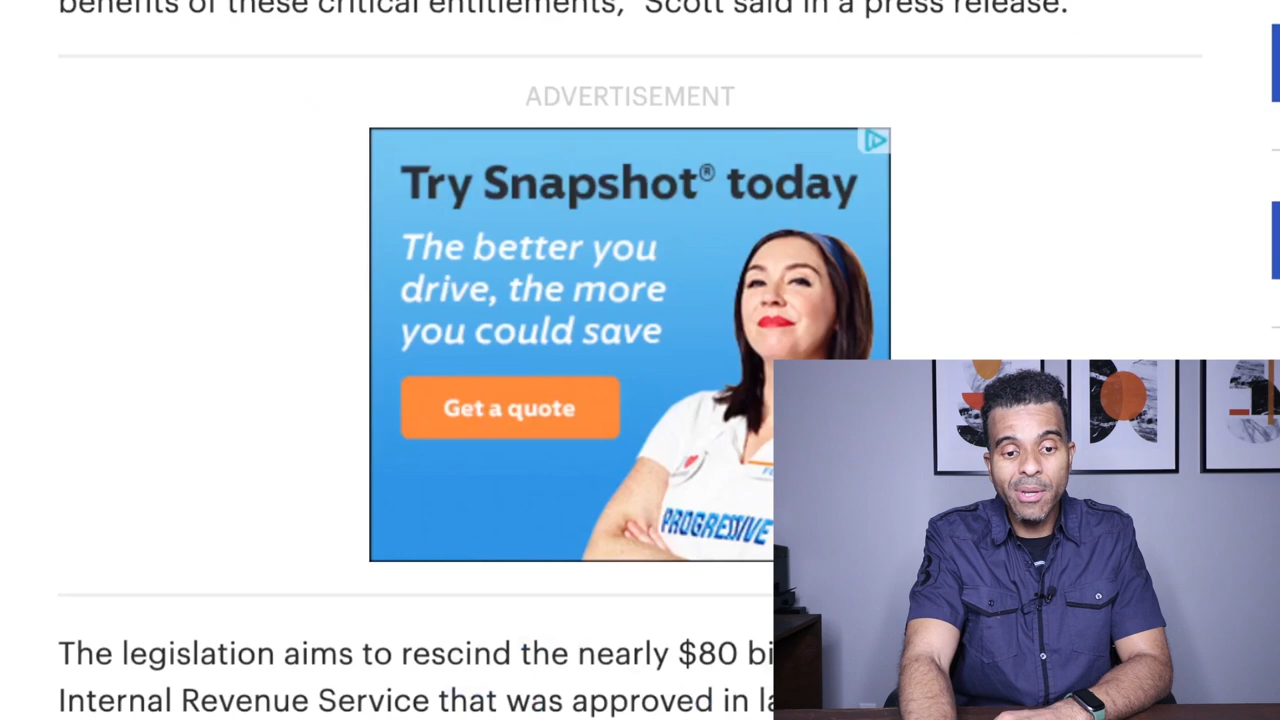 benefits of these critical entitlements," Scott said in a press release.
ADVERTISEMENT
Try Snapshot® today
The better you
drive, the more
you could save
Get a quote
PROGRESSIVE
The legislation aims to rescind the nearly $80
Internal Revenue Service that was approved in